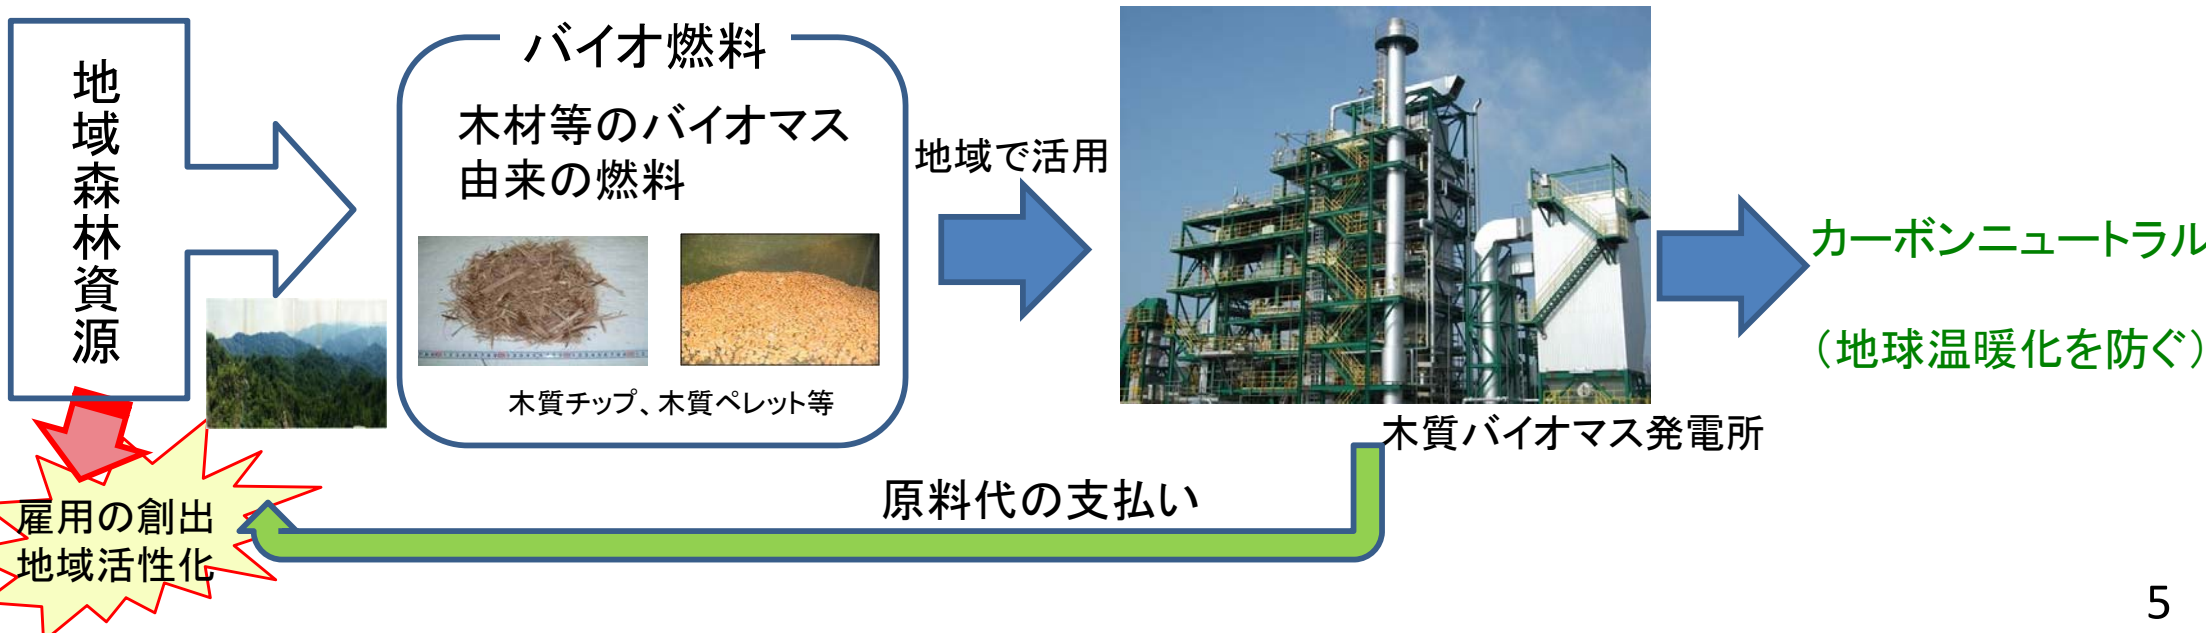 地域森林資源
バイオ燃料
木材等のバイオマス
由来の燃料
木質チップ、木質ペレット等
地域で活用
木質バイオマス発電所
カーボンニュートラル
（地球温暖化を防ぐ）
原料代の支払い
雇用の創出
地域活性化
5